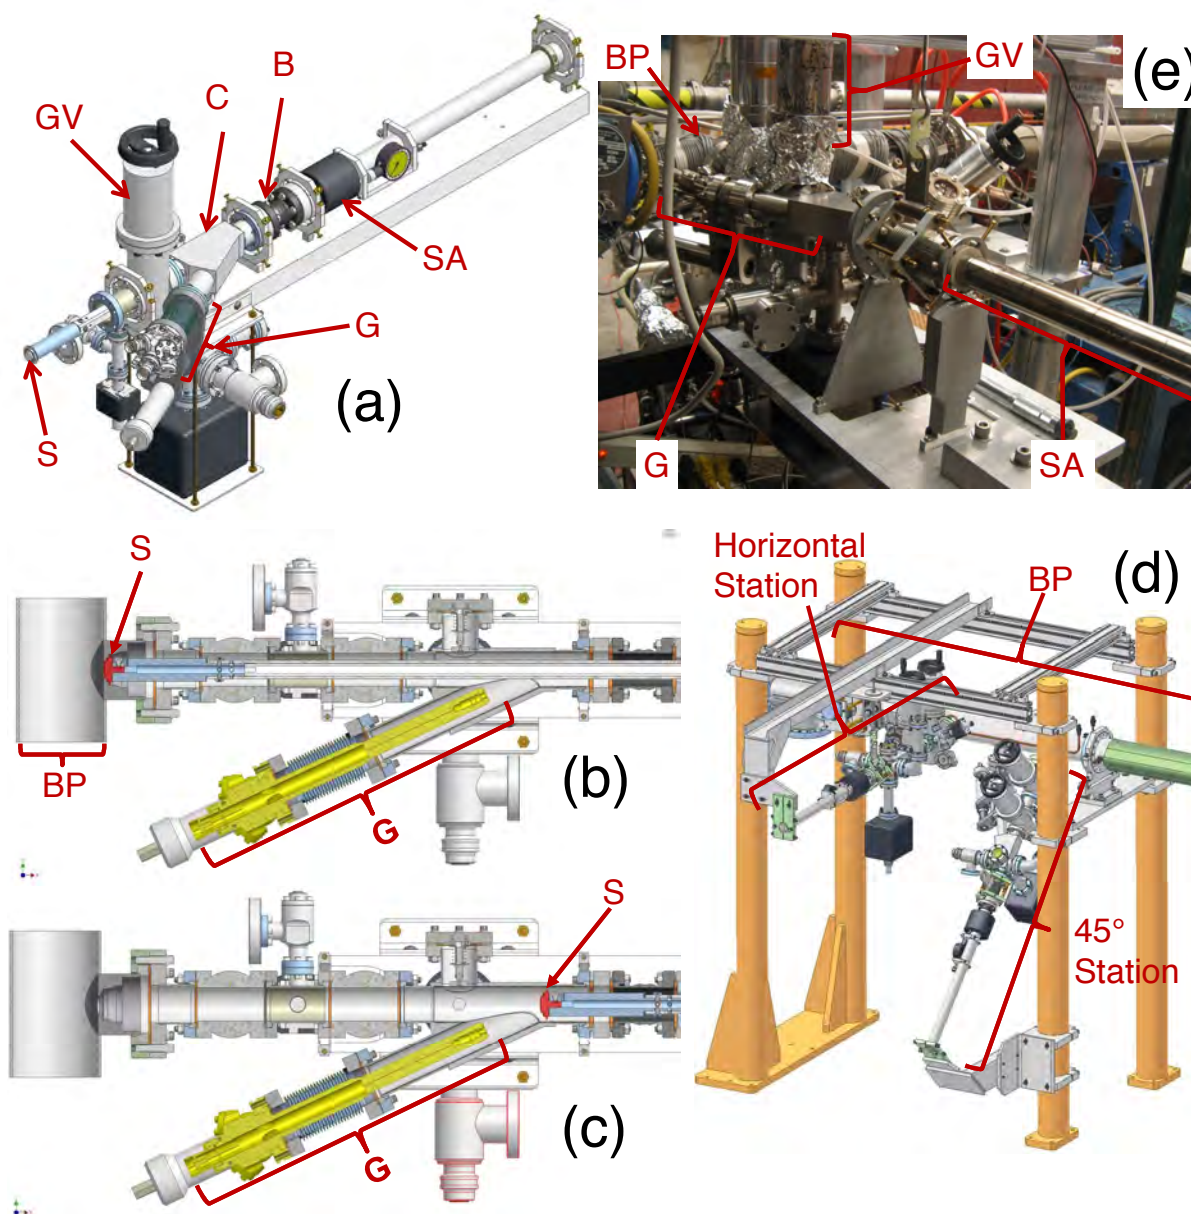 GV
C
B
SA
G
S
(a)
BP
GV
(e)
G
SA
S
BP
G
(b)
Horizontal
Station
BP
(d)
45°
Station
S
G
(c)